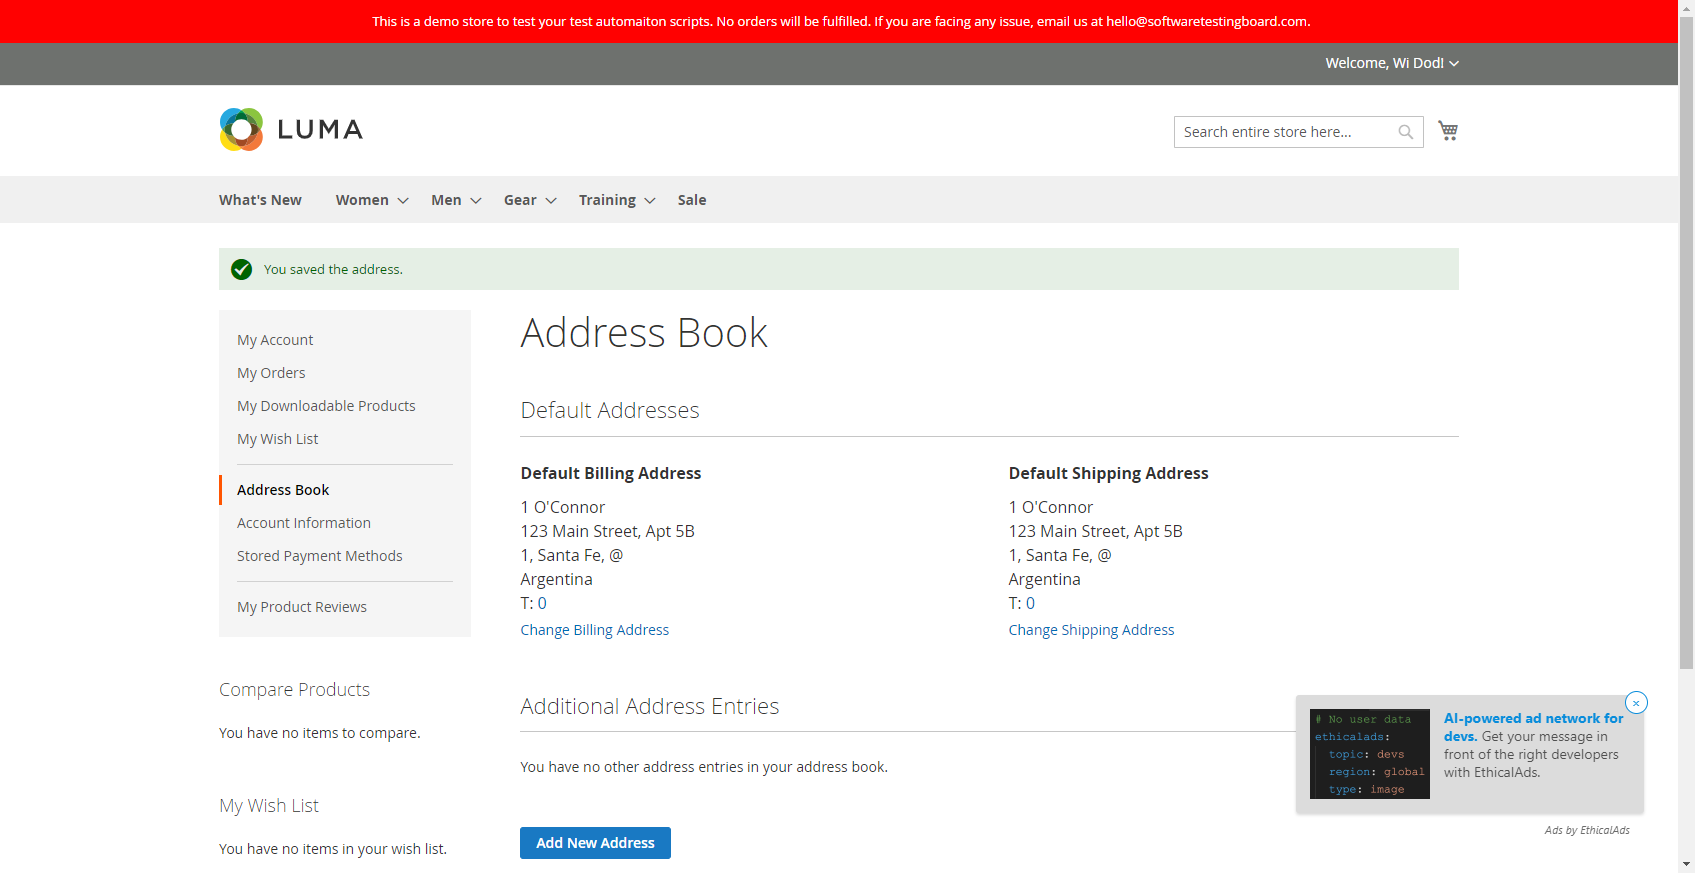 This is a demo store to test your test automaiton scripts. No orders will be fulfilled. If you are facing any issue, email us at hello@softwaretestingboard.com.
Welcome, Wi Dod!
LUMA
Search entire store here...
What's New Women Men Gear Training Sale
You saved the address.
My Account
My Orders
My Downloadable Products
My Wish List
Address Book
Account Information
Stored Payment Methods
My Product Reviews
Compare Products
You have no items to compare.
My Wish List
You have no items in your wish list.
Address Book
Default Addresses
Default Billing Address
1 O'Connor
123 Main Street, Apt 5B
1, Santa Fe, @
Argentina
T: 0
Change Billing Address
Default Shipping Address
1 O'Connor
123 Main Street, Apt 5B
1, Santa Fe, @
Argentina
T: 0
Change Shipping Address
Additional Address Entries
You have no other address entries in your address book.
Add New Address
# No user data
ethicalads:
topic: devs
region: global
type: image
AI-powered ad network for
devs. Get your message in
front of the right developers
with EthicalAds.
Ads by EthicalAds